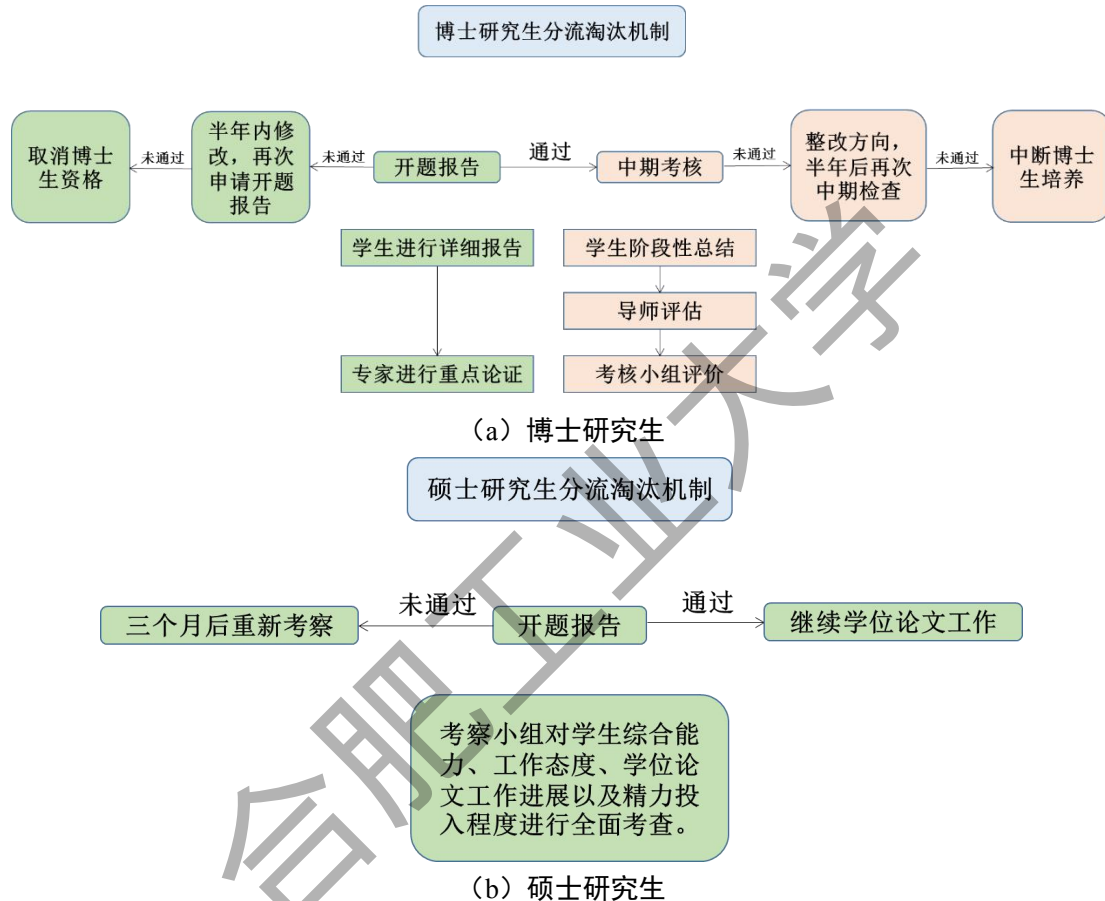 博士研究生分流淘汰机制
取消博士
生资格
未通过
半年内修
改，再次
申请开题
报告
未通过
开题报告
通过
中期考核
未通过
整改方向，
半年后再次
中期检查
未通过
中断博士
生培养
学生进行详细报告
专家进行重点论证
学生阶段性总结
导师评估
考核小组评价
（a）博士研究生
硕士研究生分流淘汰机制
三个月后重新考察
未通过
开题报告
通过
继续学位论文工作
考察小组对学生综合能
力、工作态度、学位论
文工作进展以及精力投
入程度进行全面考查。
（b）硕士研究生
合肥工业大学